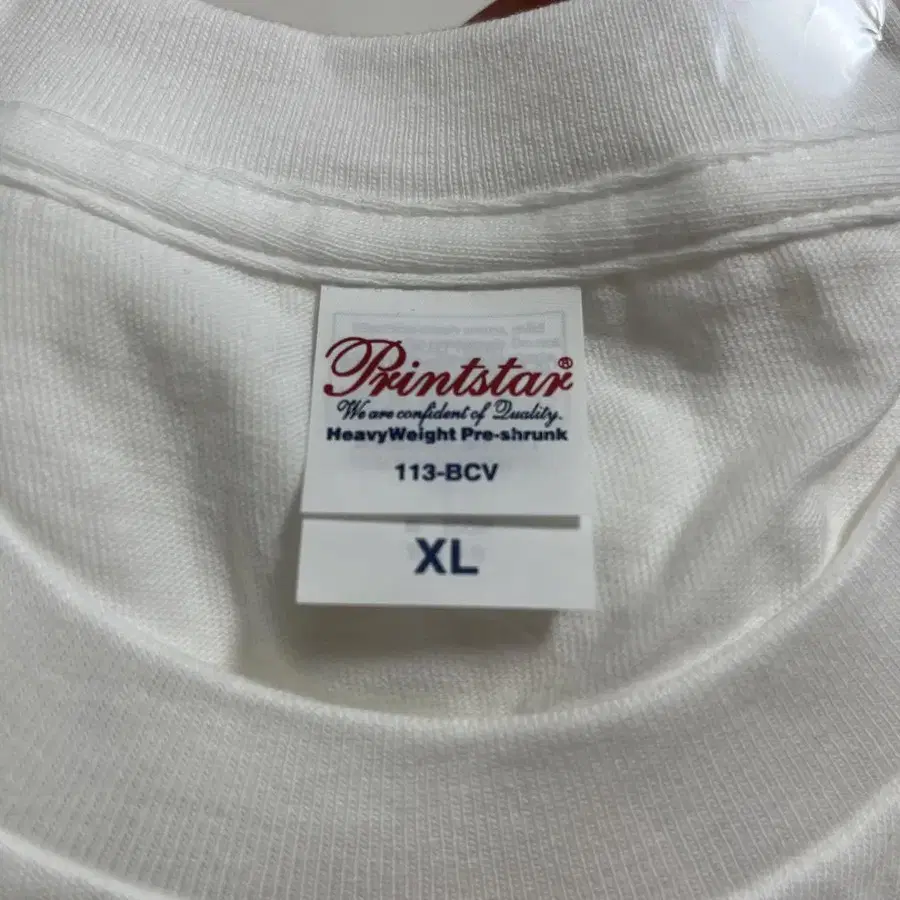 Printstar®
We are confident of Quality.
HeavyWeight Pre-shrunk
113-BCV
XL